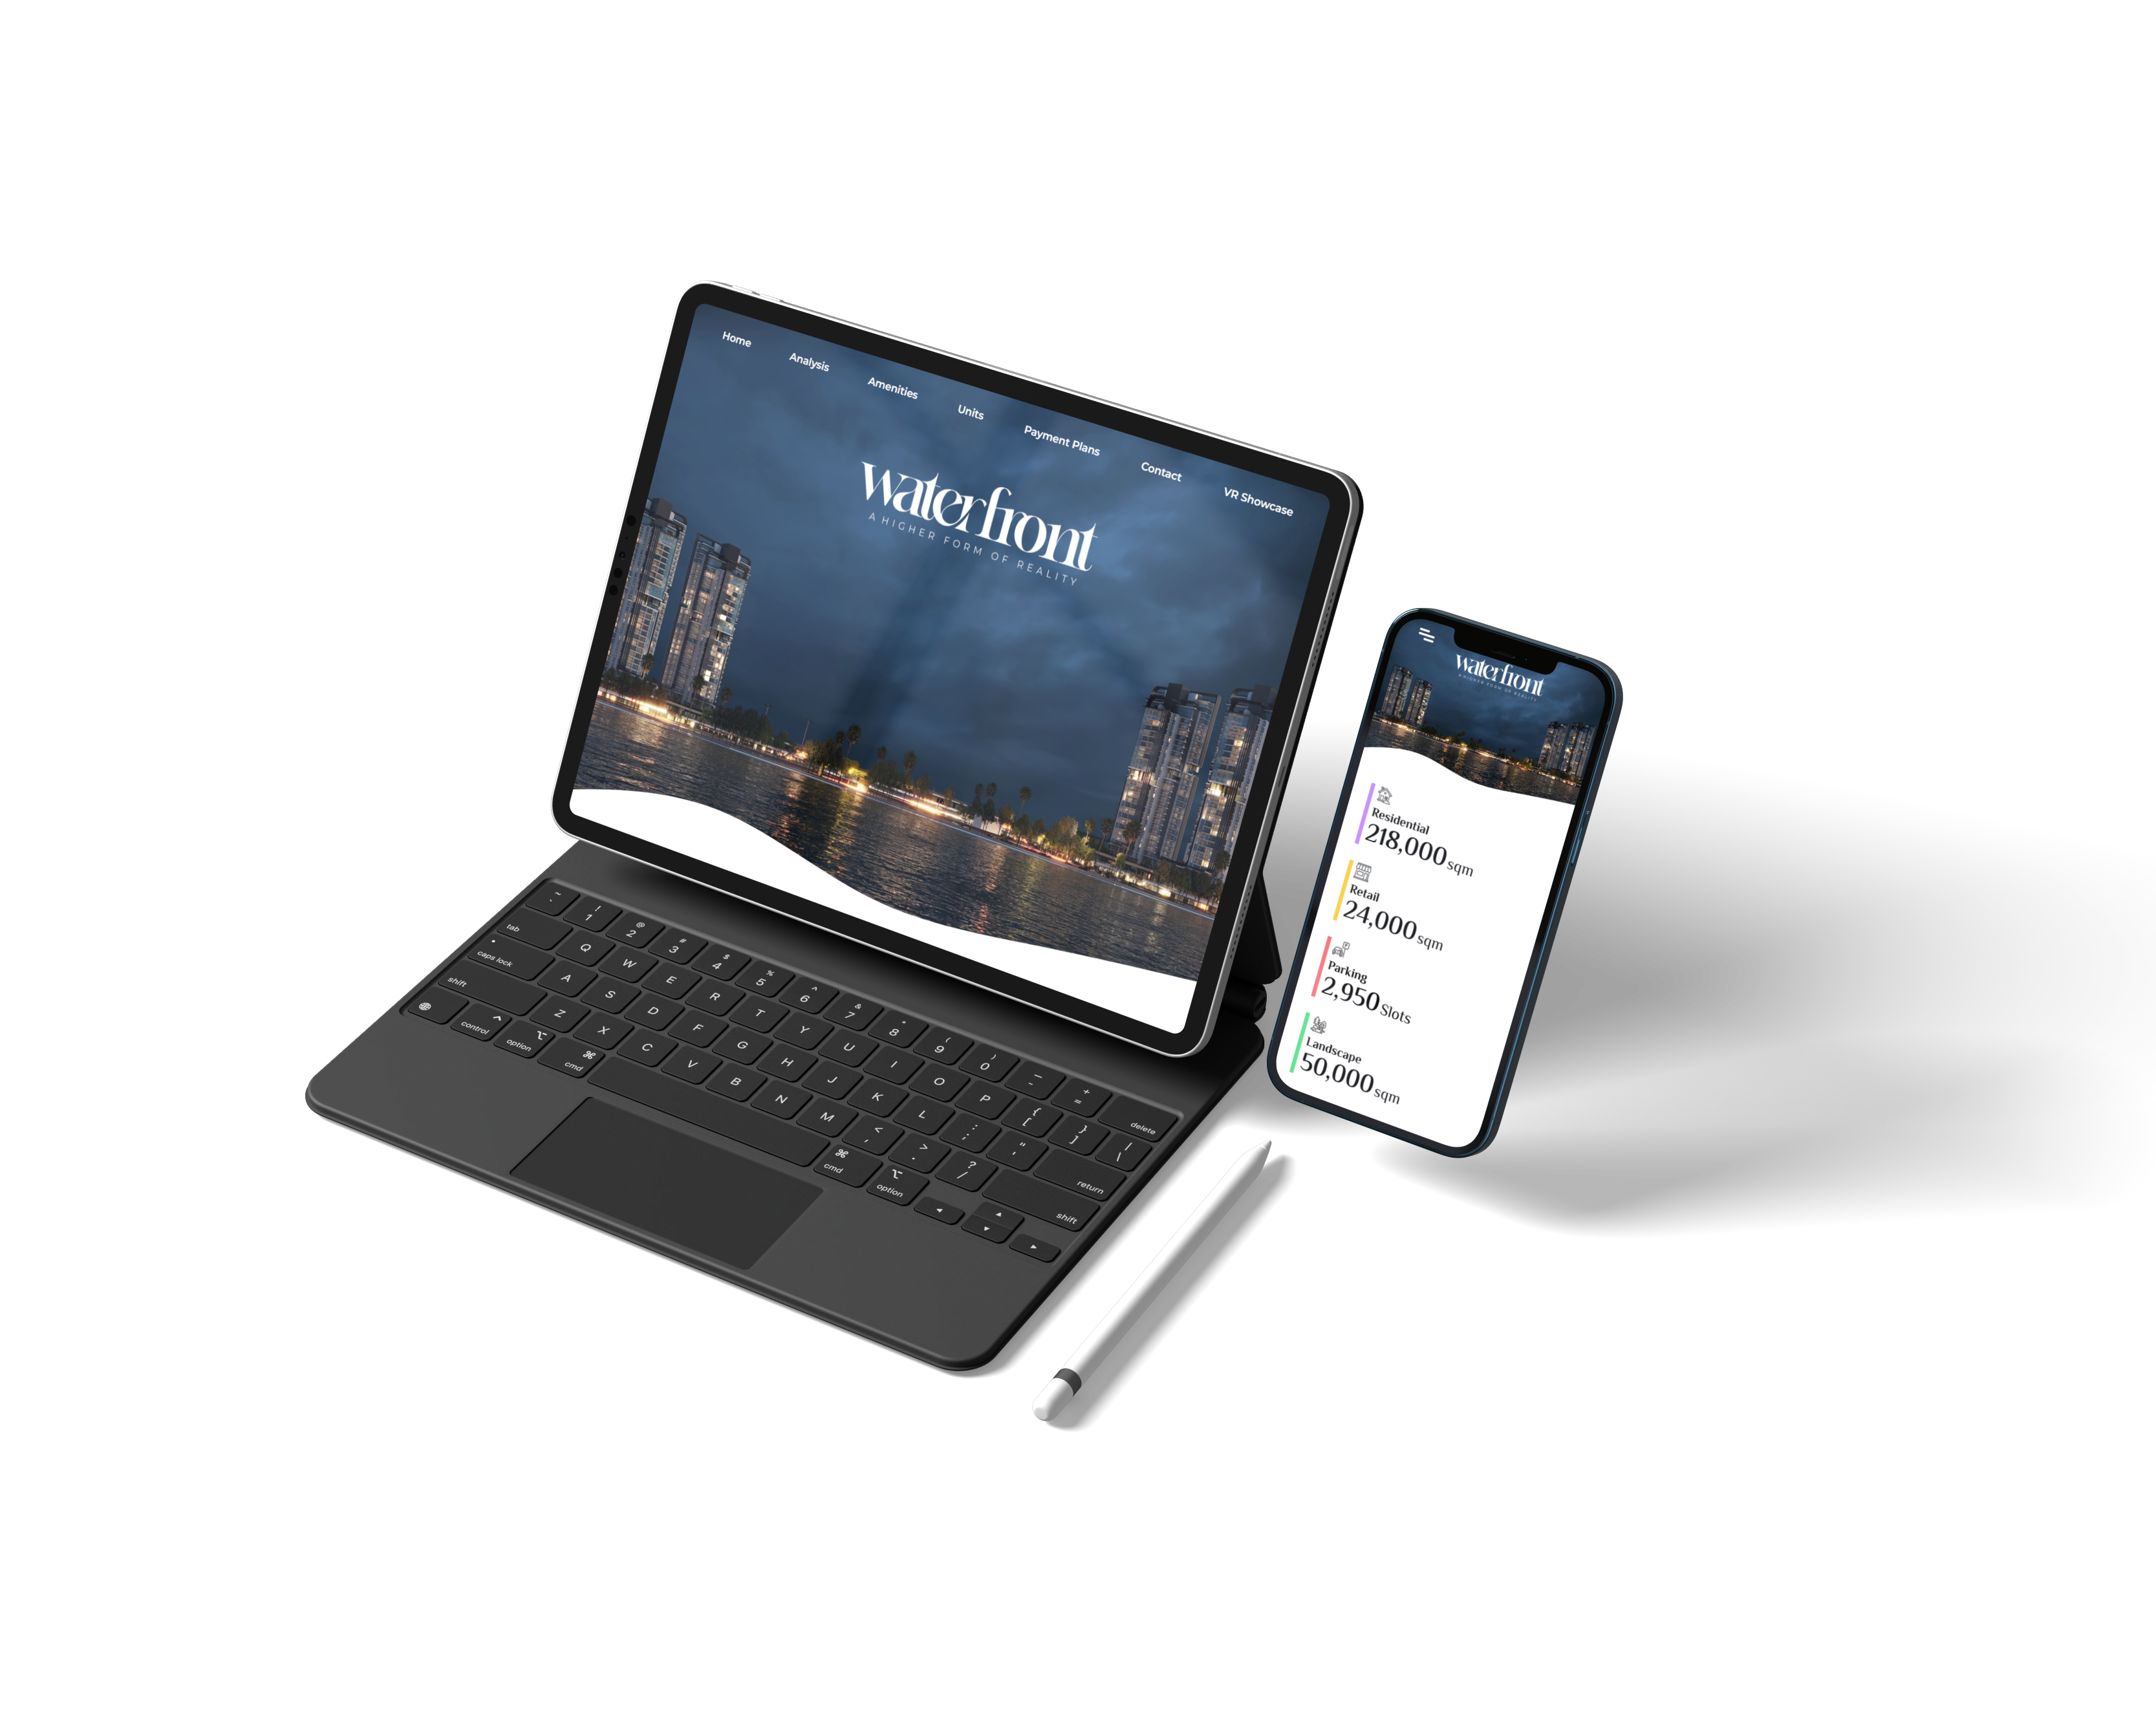 Home Analysis Amenities Units Payment Plans Contact VR Showcase
waterfront
A HIGHER FORM OF REALITY
waterfront
A HIGHER FORM OF REALITY
Residential
218,000 sqm
Retail
24,000 sqm
Parking
2,950 Slots
Landscape
50,000 sqm
~ ! @ # $ % ^ & * ( ) _ +
1 2 3 4 5 6 7 8 9 0 - = delete
tab Q W E R T Y U I O P { [ } ] | \
caps lock A S D F G H J K L : ; " ' return
shift Z X C V B N M < , > . ? / shift
control option cmd cmd option